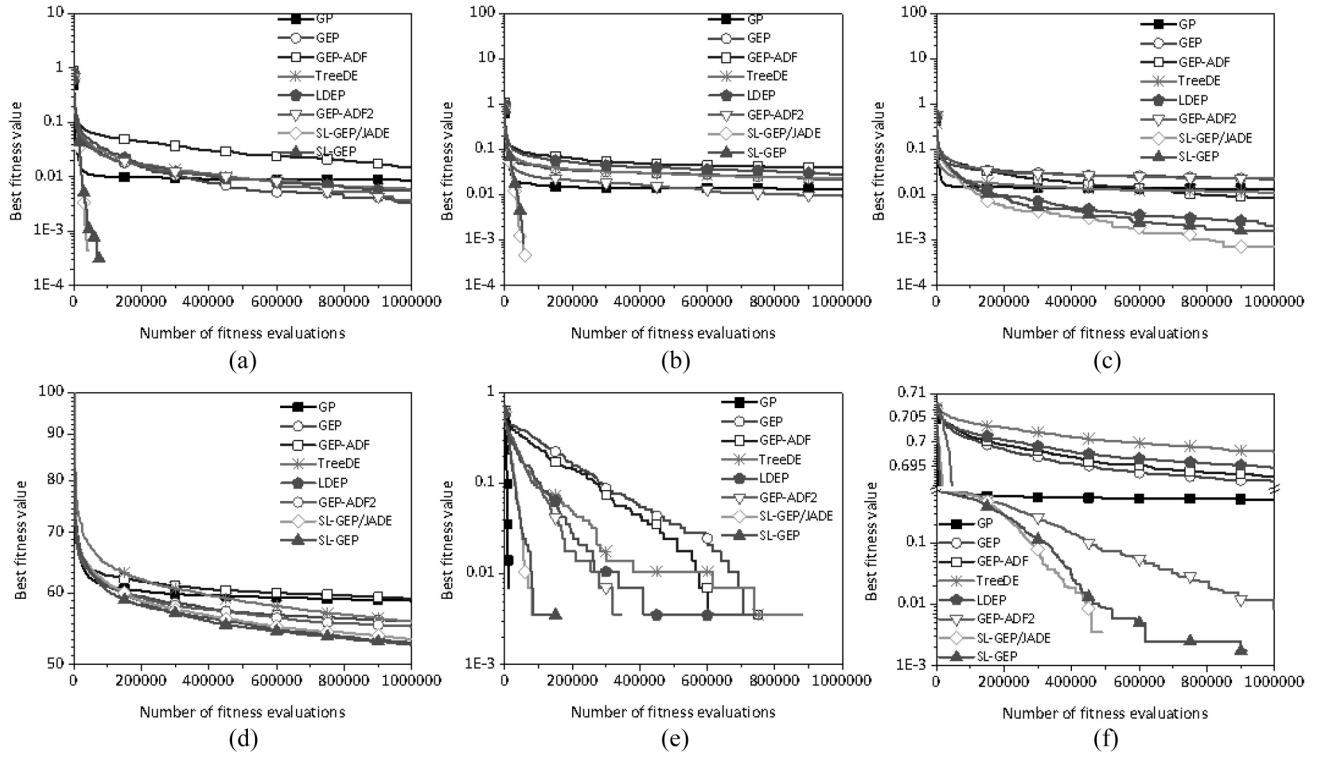 10
1
0.1
0.01
1E-3
1E-4
Best fitness value
GP
GEP
GEP-ADF
TreeDE
LDEP
GEP-ADF2
SL-GEP/JADE
SL-GEP
0 200000 400000 600000 800000 1000000
Number of fitness evaluations
(a)
100
10
1
0.1
0.01
1E-3
1E-4
Best fitness value
GP
GEP
GEP-ADF
TreeDE
LDEP
GEP-ADF2
SL-GEP/JADE
SL-GEP
0 200000 400000 600000 800000 1000000
Number of fitness evaluations
(b)
100
10
1
0.1
0.01
1E-3
1E-4
Best fitness value
GP
GEP
GEP-ADF
TreeDE
LDEP
GEP-ADF2
SL-GEP/JADE
SL-GEP
0 200000 400000 600000 800000 1000000
Number of fitness evaluations
(c)
100
90
80
70
60
50
Best fitness value
GP
GEP
GEP-ADF
TreeDE
LDEP
GEP-ADF2
SL-GEP/JADE
SL-GEP
0 200000 400000 600000 800000 1000000
Number of fitness evaluations
(d)
1
0.1
0.01
1E-3
Best fitness value
GP
GEP
GEP-ADF
TreeDE
LDEP
GEP-ADF2
SL-GEP/JADE
SL-GEP
0 200000 400000 600000 800000 1000000
Number of fitness evaluations
(e)
0.71
0.705
0.7
0.695
0.1
0.01
1E-3
Best fitness value
GP
GEP
GEP-ADF
TreeDE
LDEP
GEP-ADF2
SL-GEP/JADE
SL-GEP
0 200000 400000 600000 800000 1000000
Number of fitness evaluations
(f)